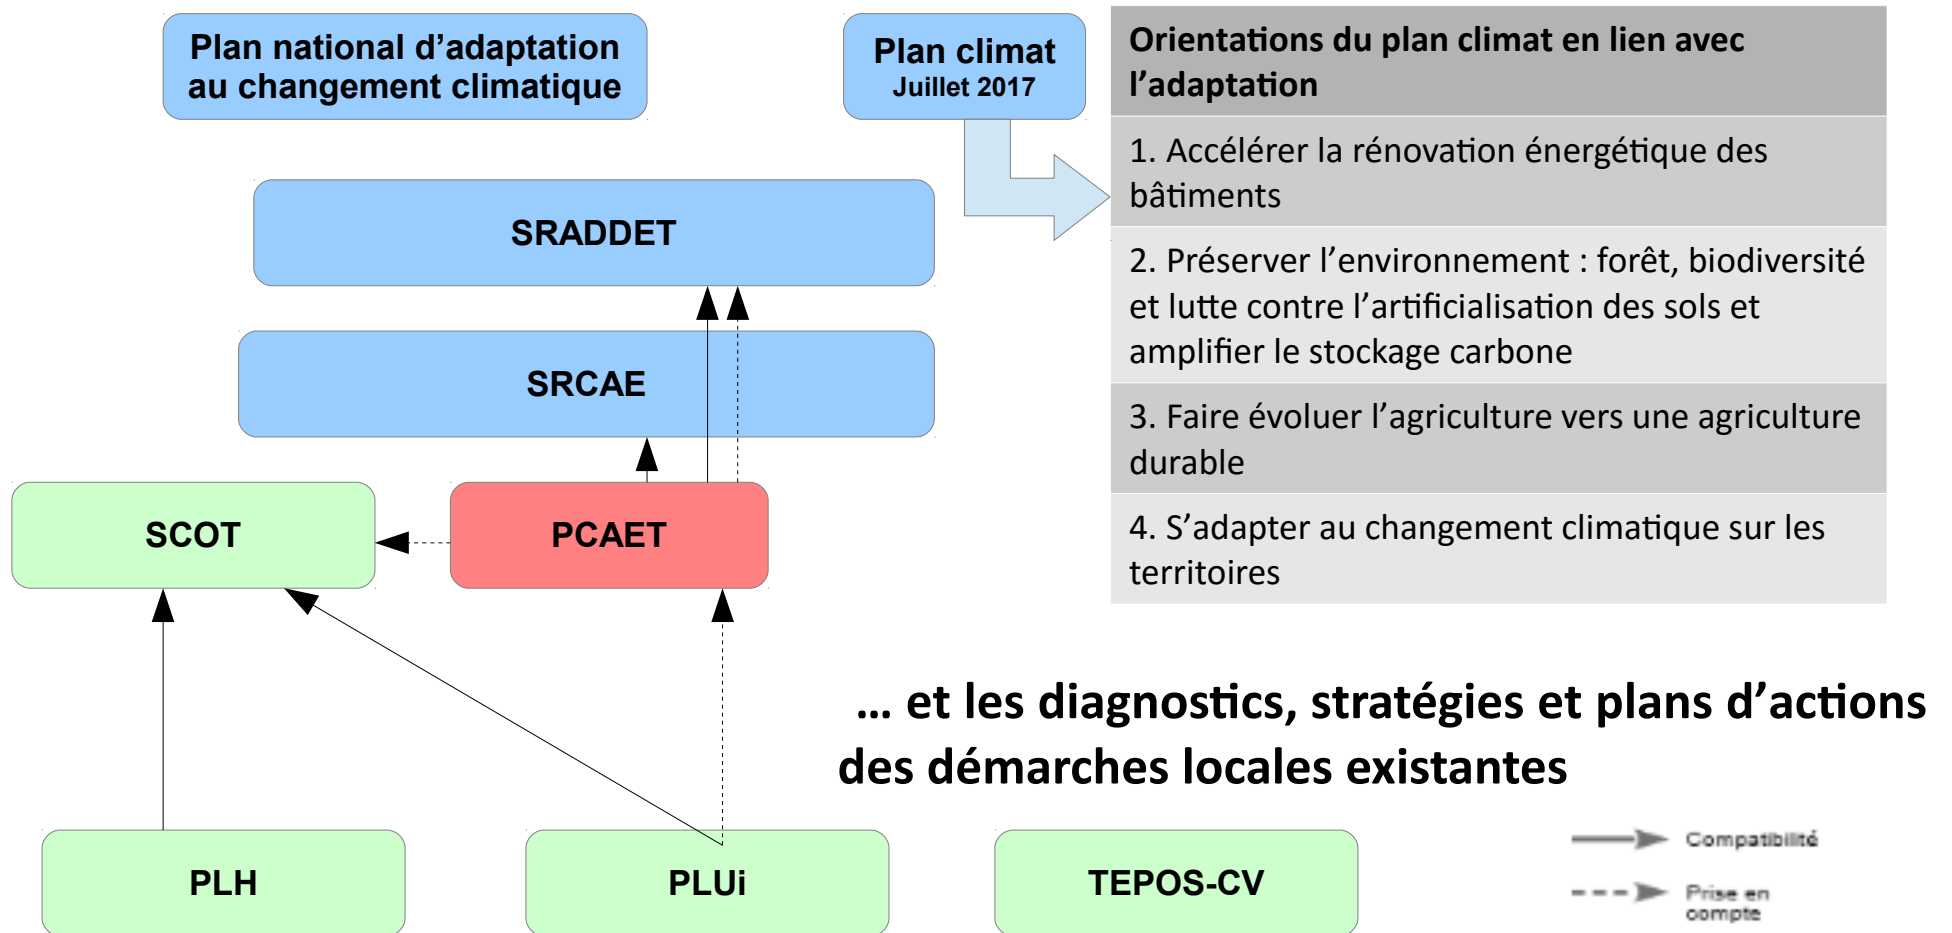 Plan national d’adaptation
au changement climatique
Plan climat
Juillet 2017
Orientations du plan climat en lien avec
l’adaptation
1. Accélérer la rénovation énergétique des
bâtiments
2. Préserver l’environnement : forêt, biodiversité
et lutte contre l’artificialisation des sols et
amplifier le stockage carbone
3. Faire évoluer l’agriculture vers une agriculture
durable
4. S’adapter au changement climatique sur les
territoires
SRADDET
SRCAE
SCOT
PCAET
... et les diagnostics, stratégies et plans d’actions
des démarches locales existantes
PLH
PLUi
TEPOS-CV
Compatibilité
Prise en
compte